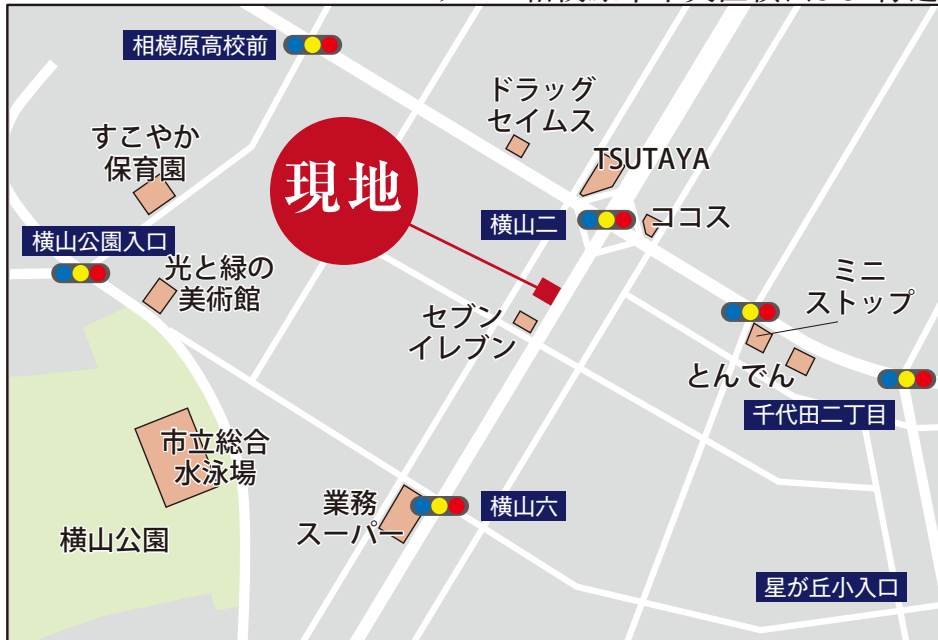 相模原高校前
ドラッグ
セイムス
すこやか
保育園
TSUTAYA
現地
横山二
ココス
横山公園入口
光と緑の
美術館
ミニ
ストップ
セブン
イレブン
とんでん
千代田二丁目
市立総合
水泳場
業務
スーパー
横山六
横山公園
星が丘小入口